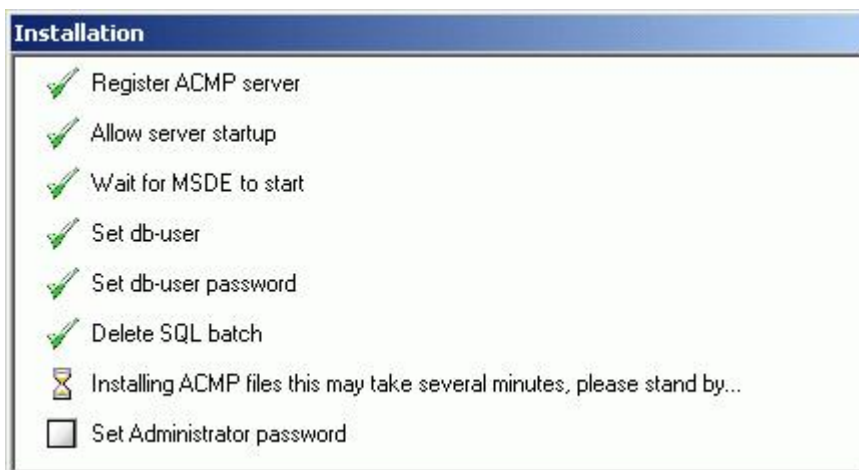 Installation
Register ACMP server
Allow server startup
Wait for MSDE to start
Set db-user
Set db-user password
Delete SQL batch
Installing ACMP files this may take several minutes, please stand by...
Set Administrator password